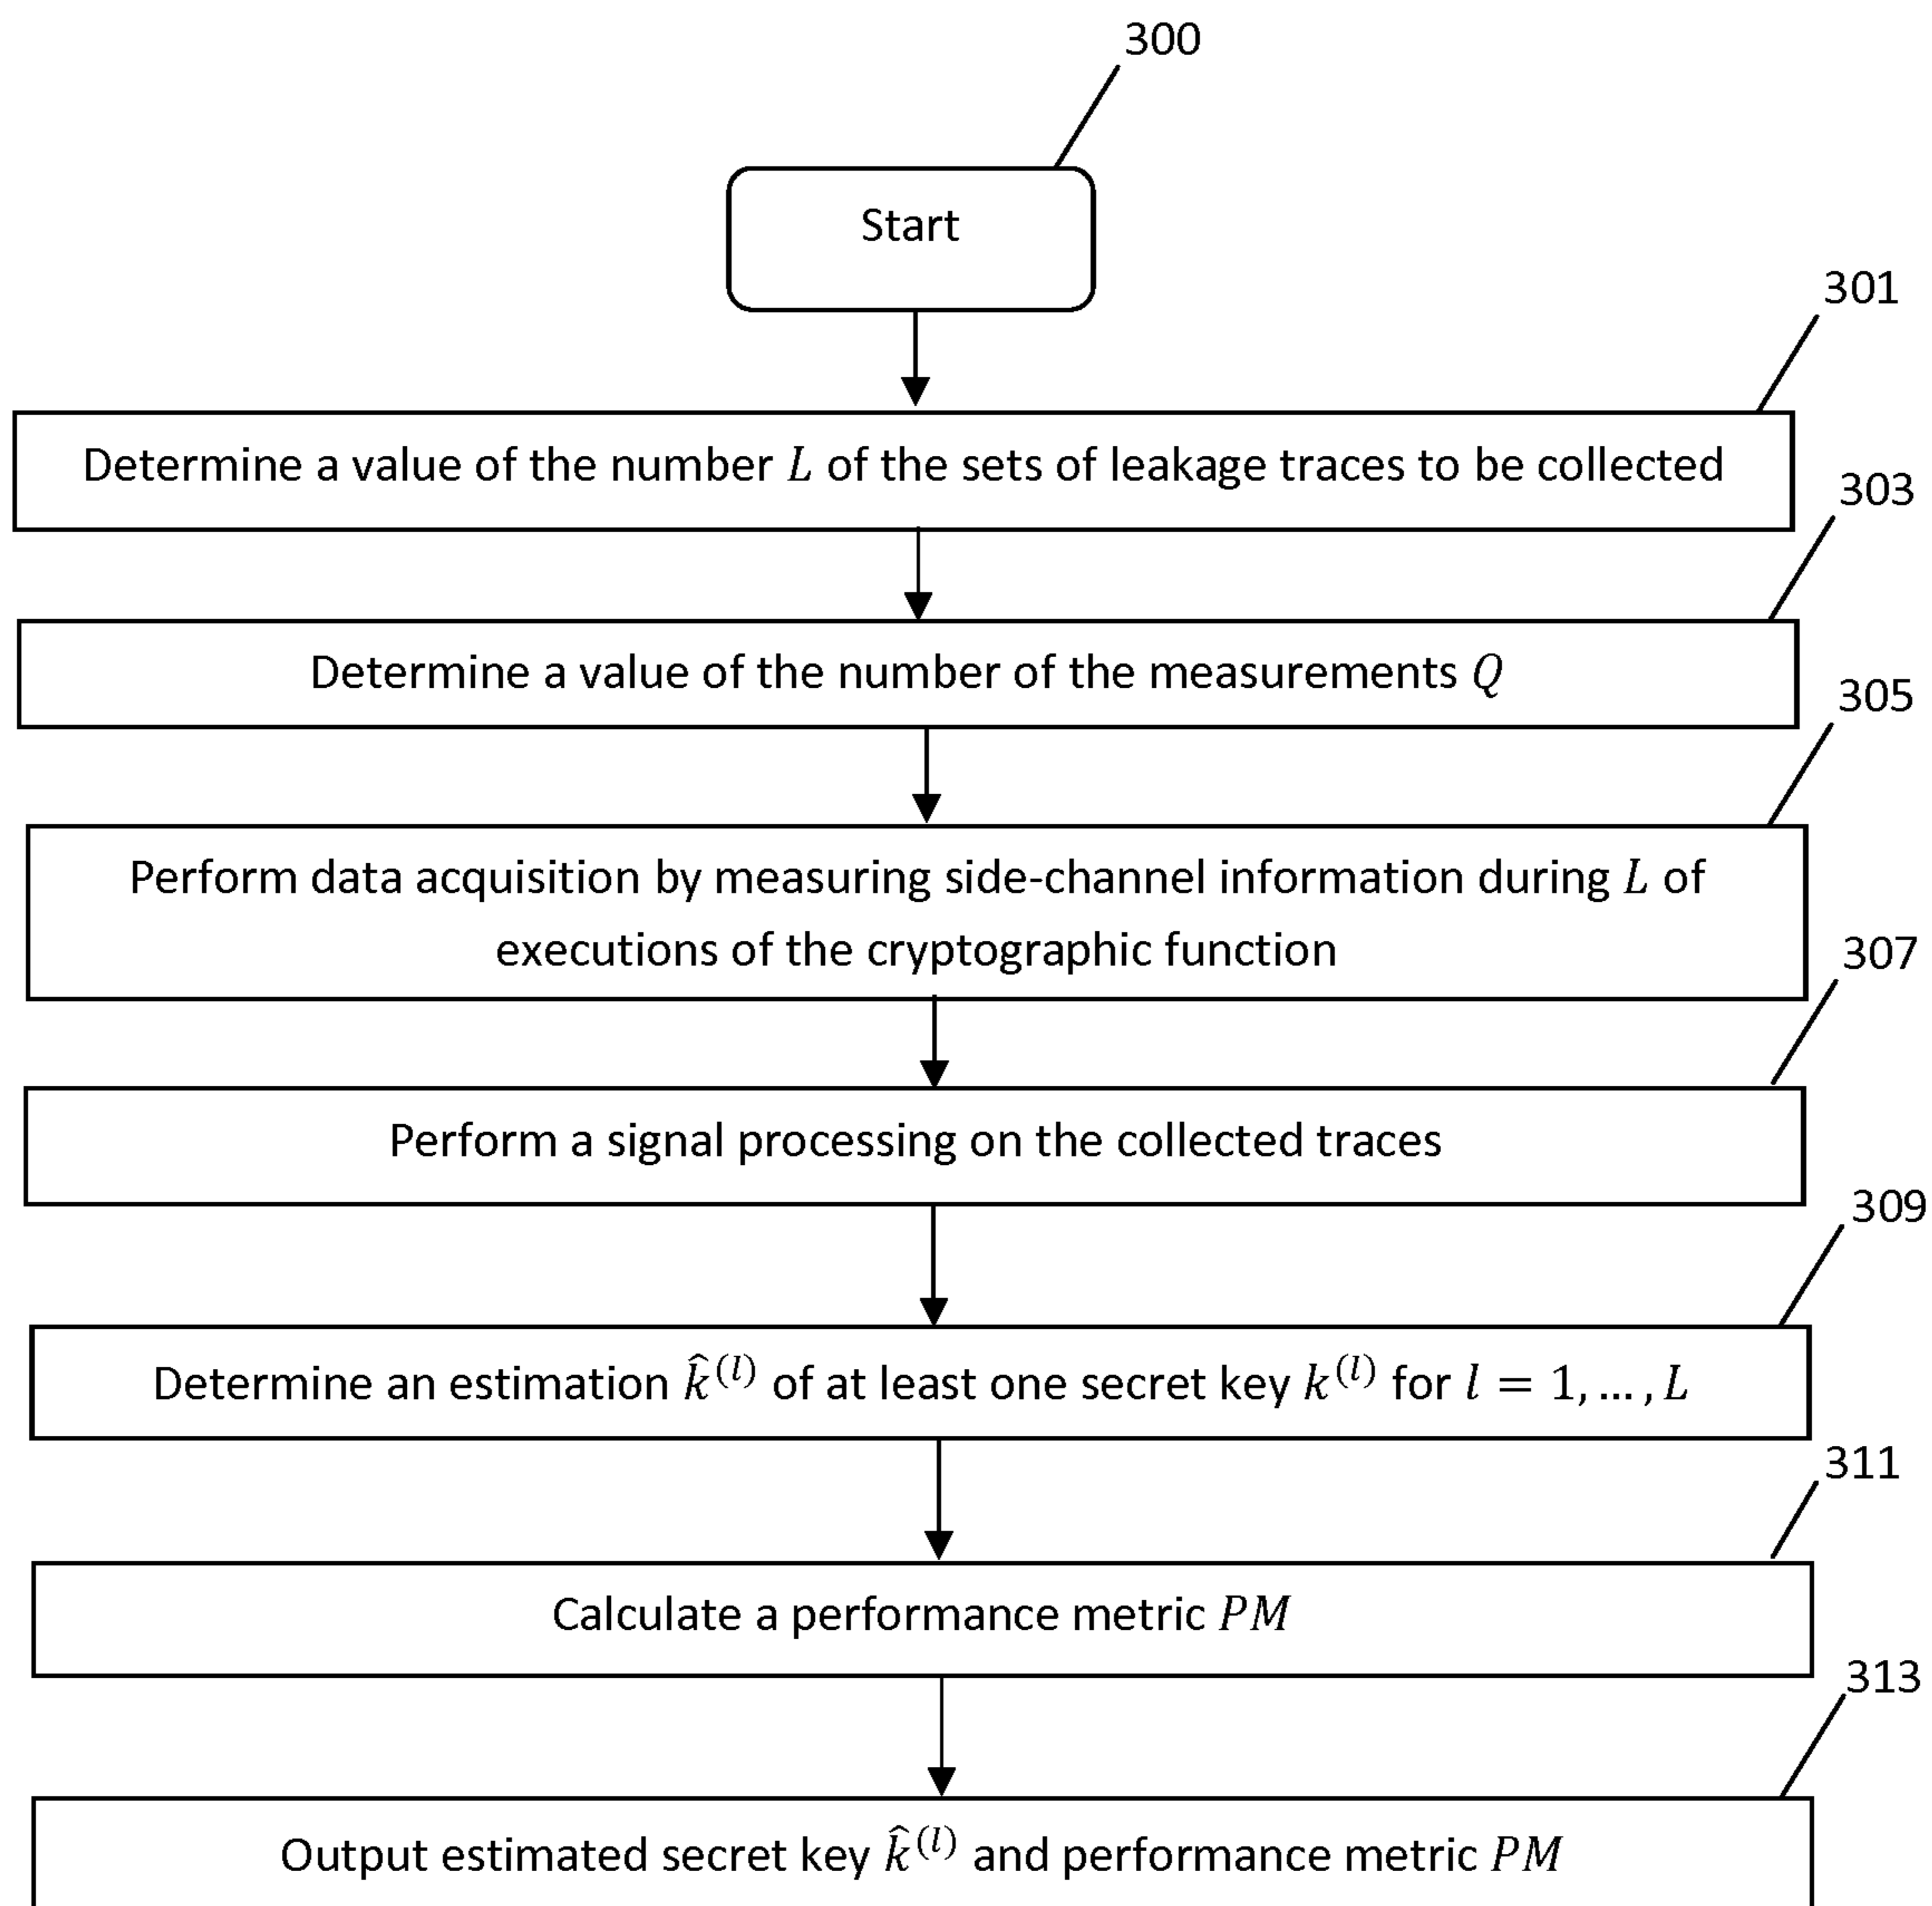 300
Start
301
Determine a value of the number L of the sets of leakage traces to be collected
303
Determine a value of the number of the measurements Q
305
Perform data acquisition by measuring side-channel information during L of
executions of the cryptographic function
307
Perform a signal processing on the collected traces
309
Determine an estimation k̂⁽ˡ⁾ of at least one secret key k⁽ˡ⁾ for l = 1, … , L
311
Calculate a performance metric PM
313
Output estimated secret key k̂⁽ˡ⁾ and performance metric PM